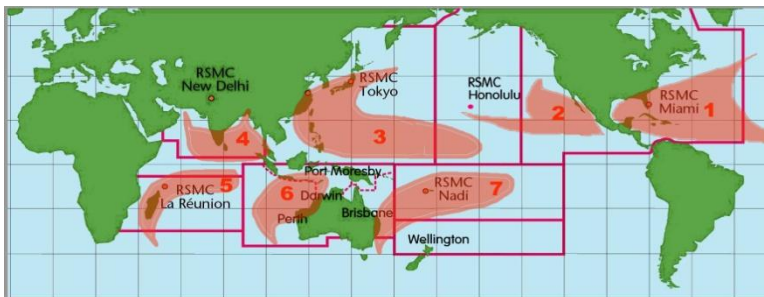 RSMC
New Delhi
RSMC
Tokyo
RSMC
Honolulu
RSMC
Miami
1
2
3
4
5
RSMC
La Réunion
6
Port Moresby
Darwin
Perth
Brisbane
7
RSMC
Nadi
Wellington